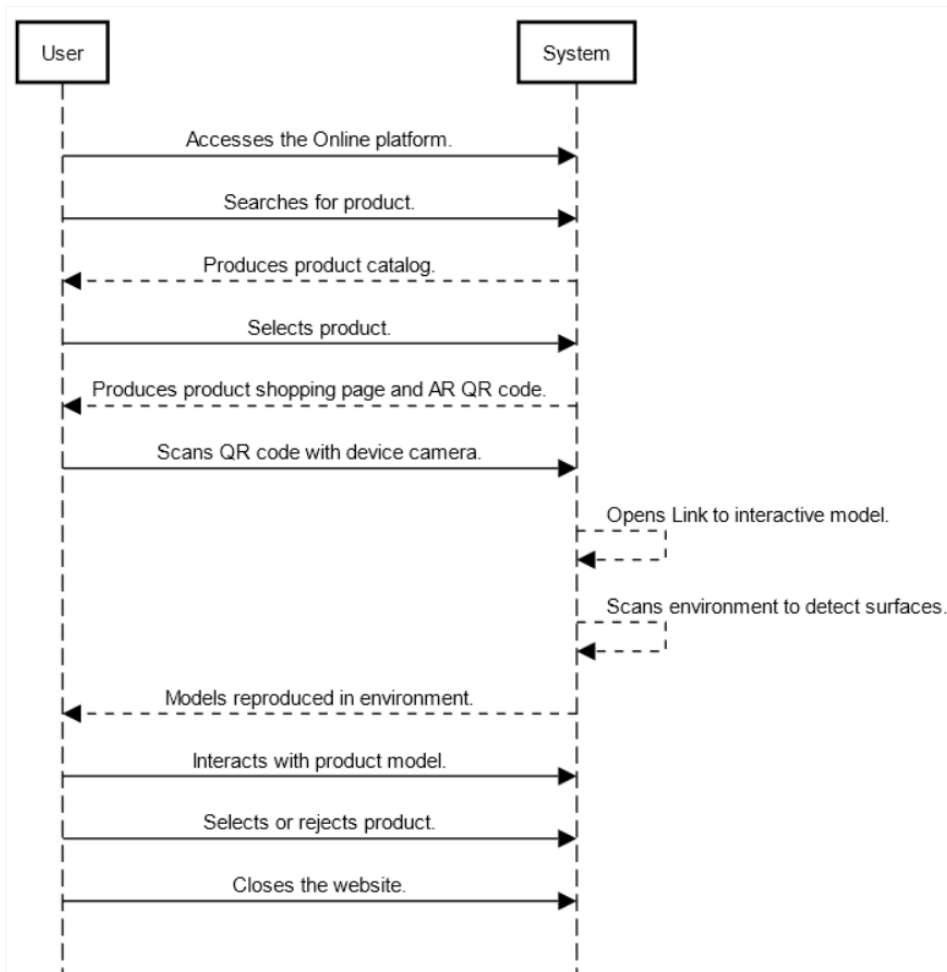 User
System
Accesses the Online platform.
Searches for product.
Produces product catalog.
Selects product.
Produces product shopping page and AR QR code.
Scans QR code with device camera.
Opens Link to interactive model.
Scans environment to detect surfaces.
Models reproduced in environment.
Interacts with product model.
Selects or rejects product.
Closes the website.